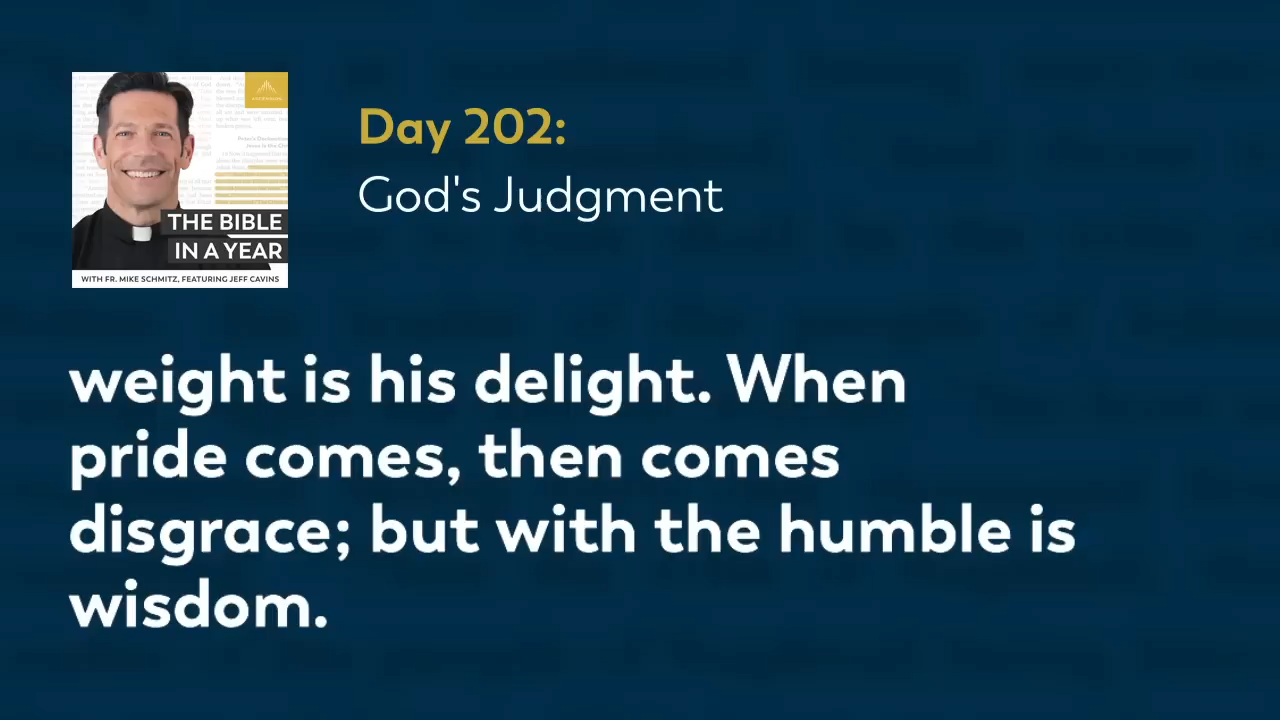 Day 202:
God's Judgment
THE BIBLE
IN A YEAR
WITH FR. MIKE SCHMITZ, FEATURING JEFF CAVINS
weight is his delight. When
pride comes, then comes
disgrace; but with the humble is
wisdom.